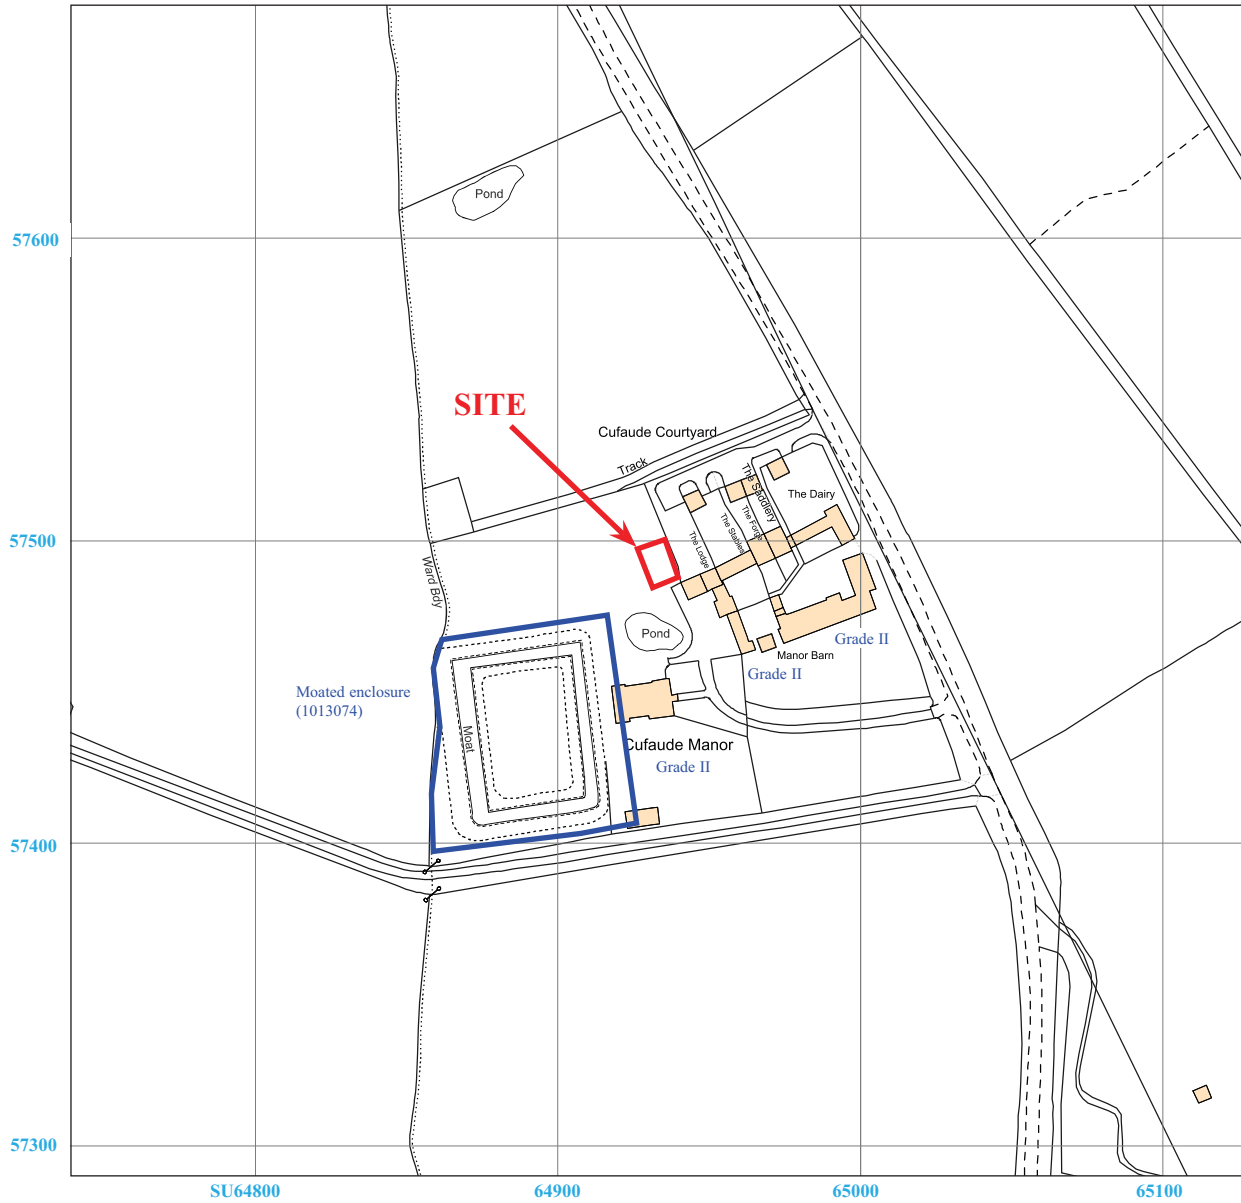 Pond
57600
SITE
Cufaude Courtyard
Track
The Saddlery
The Dairy
The Forge
The Stables
The Lodge
57500
Ward Bdy
Pond
Grade II
Manor Barn
Grade II
Moated enclosure
(1013074)
Moat
Cufaude Manor
Grade II
57400
57300
SU64800
64900
65000
65100